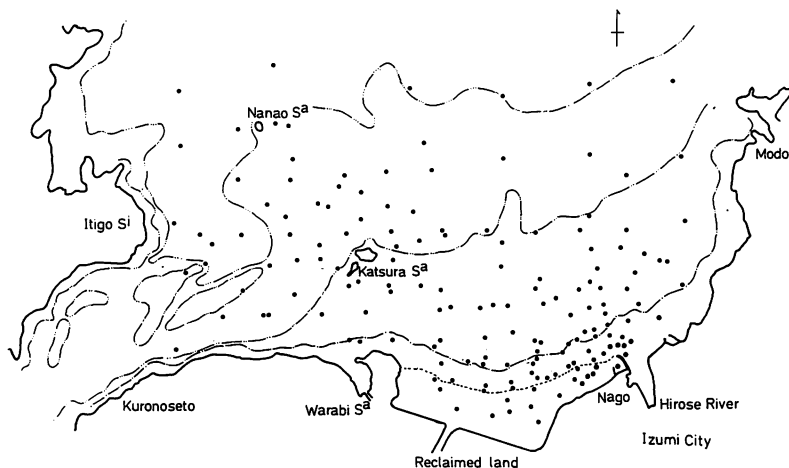 Nanao Sa
Modo
Itigo Si
Katsura Sa
Kuronoseto
Warabi Sa
Nago
Hirose River
Izumi City
Reclaimed land